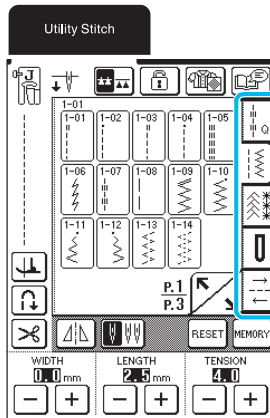 Utility Stitch
J
1-01
1-01 1-02 1-03 1-04 1-05
Q
1-06 1-07 1-08 1-09 1-10
1-11 1-12 1-13 1-14
P.1
P.3
RESET MEMORY
WIDTH LENGTH TENSION
0.0 mm 2.5 mm 4.0
− + − + − +